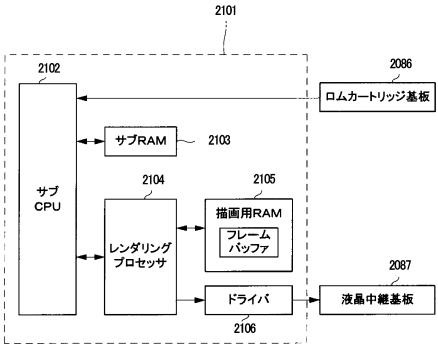 2101
2102
2086
ロムカートリッジ基板
サブRAM
2103
サブ
CPU
2104
2105
描画用RAM
フレーム
バッファ
レンダリング
プロセッサ
2087
ドライバ
液晶中継基板
2106